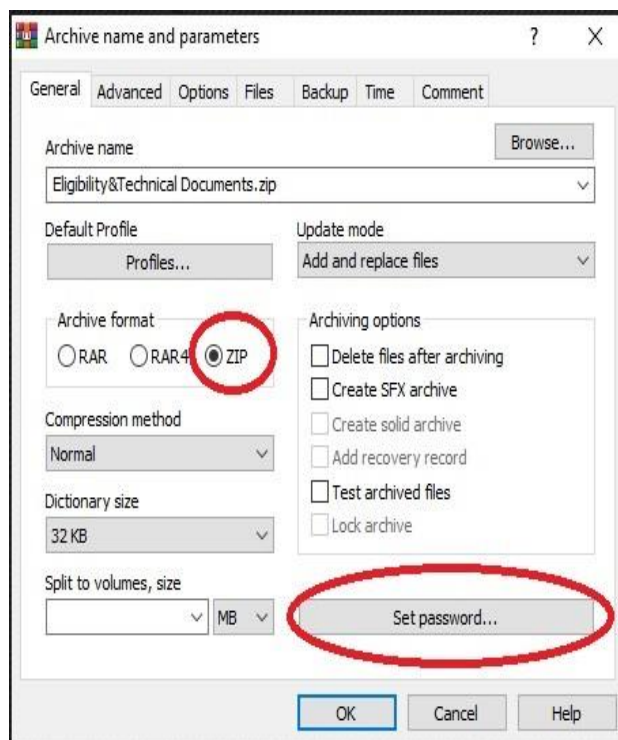 Archive name and parameters
?
General Advanced Options Files Backup Time Comment
Archive name
Browse...
Eligibility&Technical Documents.zip
Default Profile
Profiles...
Update mode
Add and replace files
Archive format
RAR RAR4 ZIP
Compression method
Normal
Dictionary size
32 KB
Split to volumes, size
MB
Archiving options
Delete files after archiving
Create SFX archive
Create solid archive
Add recovery record
Test archived files
Lock archive
Set password...
OK Cancel Help